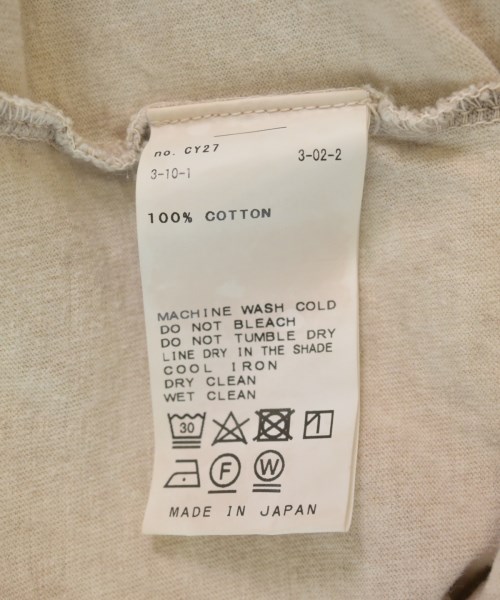 no. CY27 3-02-2
3-10-1
100% COTTON
MACHINE WASH COLD
DO NOT BLEACH
DO NOT TUMBLE DRY
LINE DRY IN THE SHADE
COOL IRON
DRY CLEAN
WET CLEAN
30
F W
MADE IN JAPAN